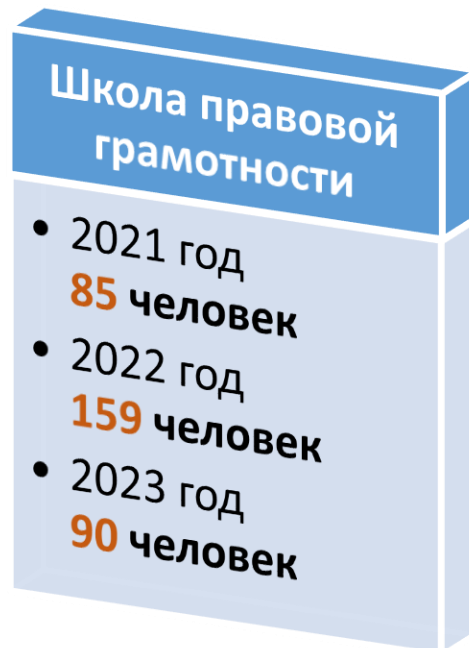 Школа правовой
грамотности
• 2021 год
85 человек
• 2022 год
159 человек
• 2023 год
90 человек